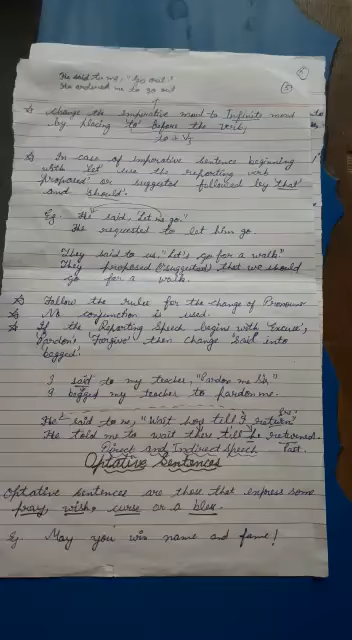 He said to us, "Go out."
He ordered me to go out
(5)
☆ Change the imperative mood to Infinite mood
by placing 'to' before the verb,
to + V1
☆ In case of imperative sentence beginning
with 'let' use the reporting verb
'proposed' or suggested followed by 'that'
and 'should'.
Eg. He said, "Let us go."
He requested to let him go.
They said to us, "Let's go for a walk"
They proposed (suggested) that we should
go for a walk.
☆ Follow the rules for the change of Pronouns
☆ No conjunction is used.
☆ If the Reporting Speech begin with 'Excuse',
'Pardon' 'Forgive' then change 'said' into
'begged'.
I said to my teacher, "Pardon me Sir"
I begged my teacher to pardon me.
He said to me, "Wait here till I return"
He told me to wait there till he returned.
Direct and Indirect Speech
Past.
Optative Sentences
Optative sentences are those that express some
pray, wish, curse or a bless.
Eg. May you win name and fame!